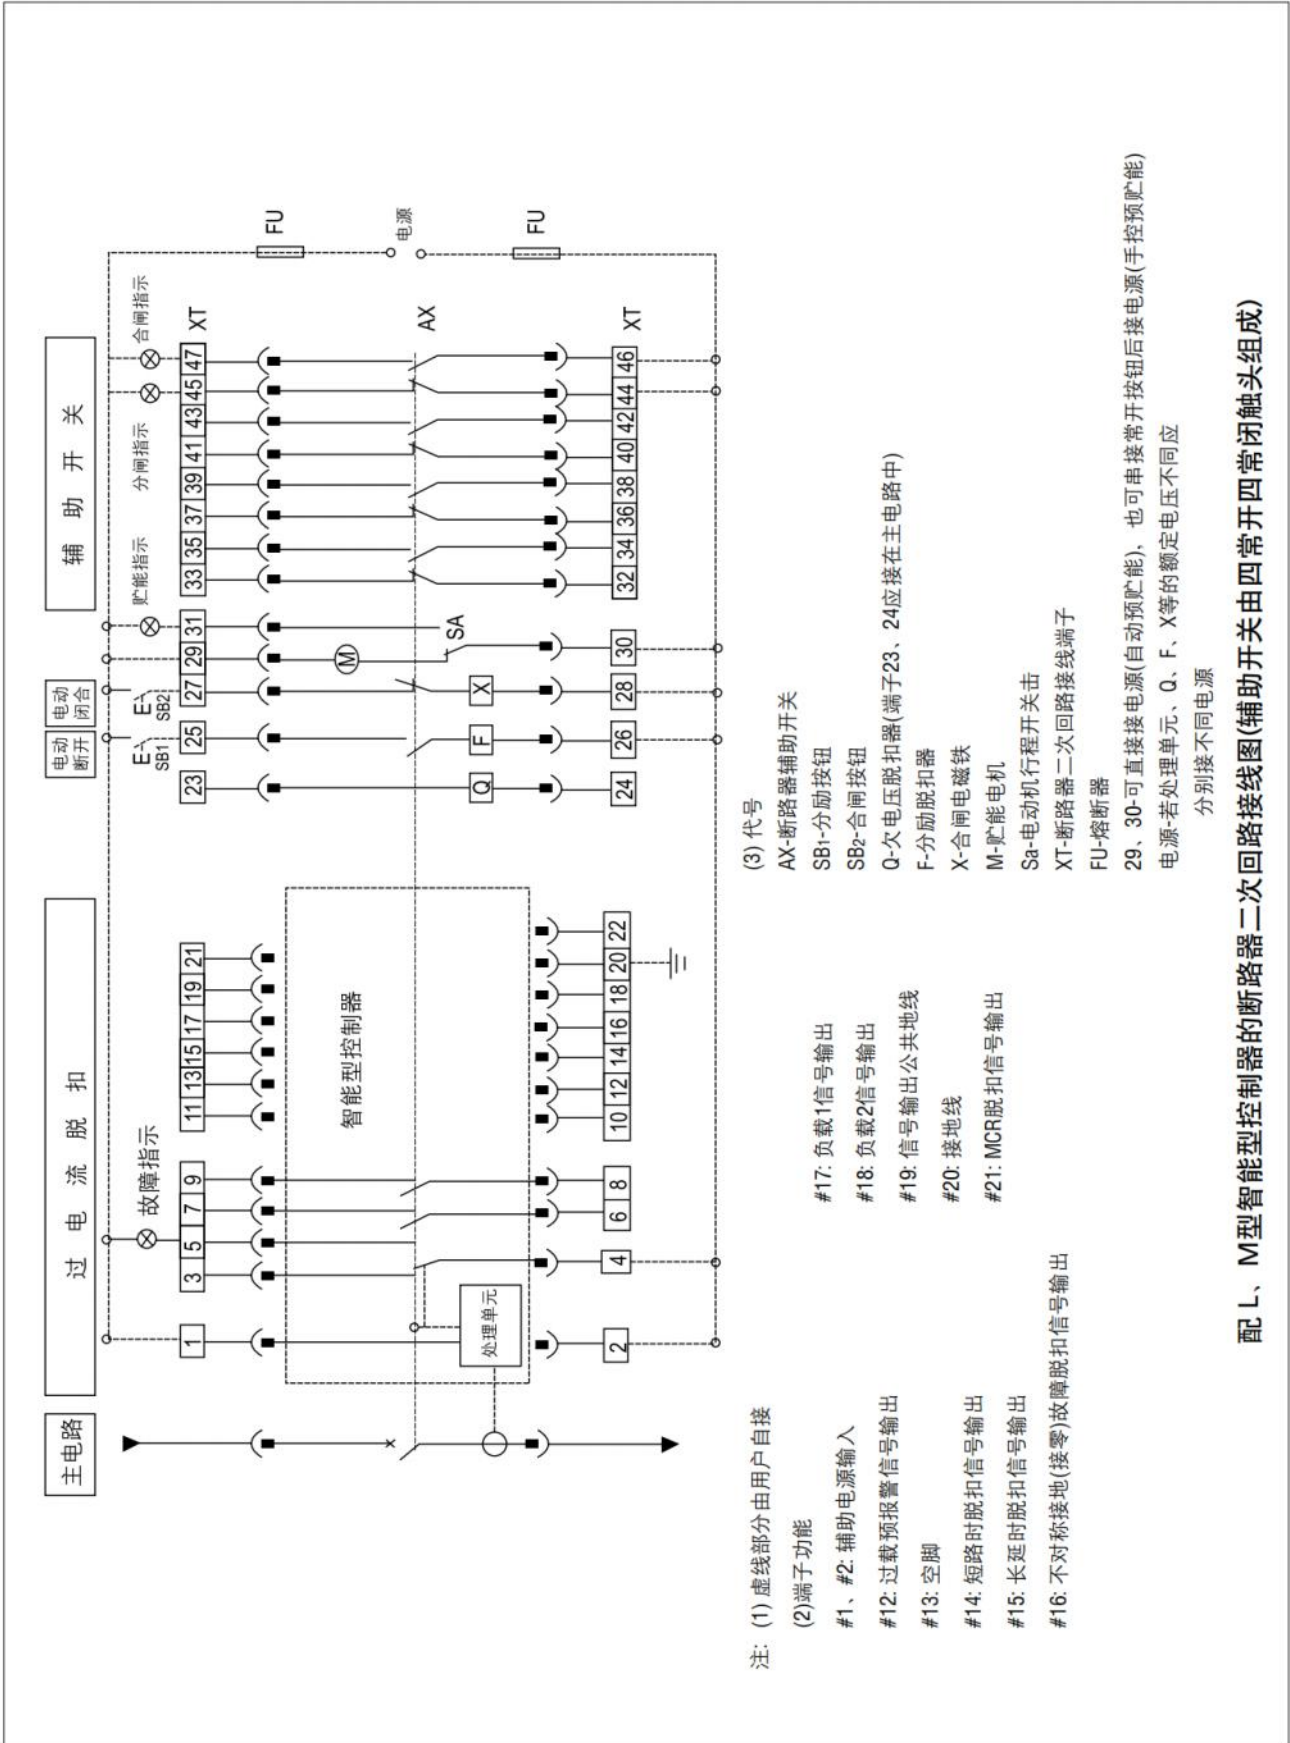 主电路
过电流脱扣
电动断开
电动闭合
辅助开关
故障指示
SB1
SB2
E
E
贮能指示
分闸指示
合闸指示
1
3
5
7
9
11
13
15
17
19
21
23
25
27
29
31
33
35
37
39
41
43
45
47
XT
FU
智能型控制器
M
SA
AX
电源
处理单元
Q
F
X
FU
2
4
6
8
10
12
14
16
18
20
22
24
26
28
30
32
34
36
38
40
42
44
46
XT
注: (1) 虚线部分由用户自接
(2)端子功能
#1、#2: 辅助电源输入
#12: 过载预报警信号输出
#13: 空脚
#14: 短路时脱扣信号输出
#15: 长延时脱扣信号输出
#16: 不对称接地(接零)故障脱扣信号输出
#17: 负载1信号输出
#18: 负载2信号输出
#19: 信号输出公共地线
#20: 接地线
#21: MCR脱扣信号输出
(3) 代号
AX-断路器辅助开关
SB1-分励按钮
SB2-合闸按钮
Q-欠电压脱扣器(端子23、24应接在主电路中)
F-分励脱扣器
X-合闸电磁铁
M-贮能电机
Sa-电动机行程开关击
XT-断路器二次回路接线端子
FU-熔断器
29、30-可直接接电源(自动预贮能)，也可串接常开按钮后接电源(手控预贮能)
电源-若处理单元、Q、F、X等的额定电压不同应
分别接不同电源
配 L、M型智能型控制器的断路器二次回路接线图(辅助开关由四常开四常闭触头组成)